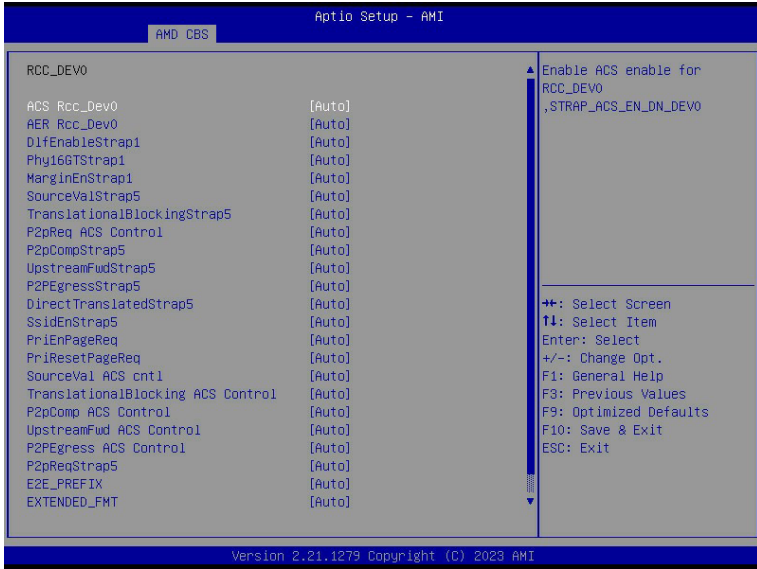 Aptio Setup - AMI
AMD CBS
RCC_DEV0
ACS Rcc_Dev0 [Auto]
AER Rcc_Dev0 [Auto]
DlfEnableStrap1 [Auto]
Phy16GTStrap1 [Auto]
MarginEnStrap1 [Auto]
SourceValStrap5 [Auto]
TranslationalBlockingStrap5 [Auto]
P2pReq ACS Control [Auto]
P2pCompStrap5 [Auto]
UpstreamFwdStrap5 [Auto]
P2PEgressStrap5 [Auto]
DirectTranslatedStrap5 [Auto]
SsidEnStrap5 [Auto]
PriEnPageReq [Auto]
PriResetPageReq [Auto]
SourceVal ACS cntl [Auto]
TranslationalBlocking ACS Control [Auto]
P2pComp ACS Control [Auto]
UpstreamFwd ACS Control [Auto]
P2PEgress ACS Control [Auto]
P2pReqStrap5 [Auto]
E2E_PREFIX [Auto]
EXTENDED_FMT [Auto]
Enable ACS enable for
RCC_DEV0
,STRAP_ACS_EN_DN_DEV0
→←: Select Screen
↑↓: Select Item
Enter: Select
+/-: Change Opt.
F1: General Help
F3: Previous Values
F9: Optimized Defaults
F10: Save & Exit
ESC: Exit
Version 2.21.1279 Copyright (C) 2023 AMI